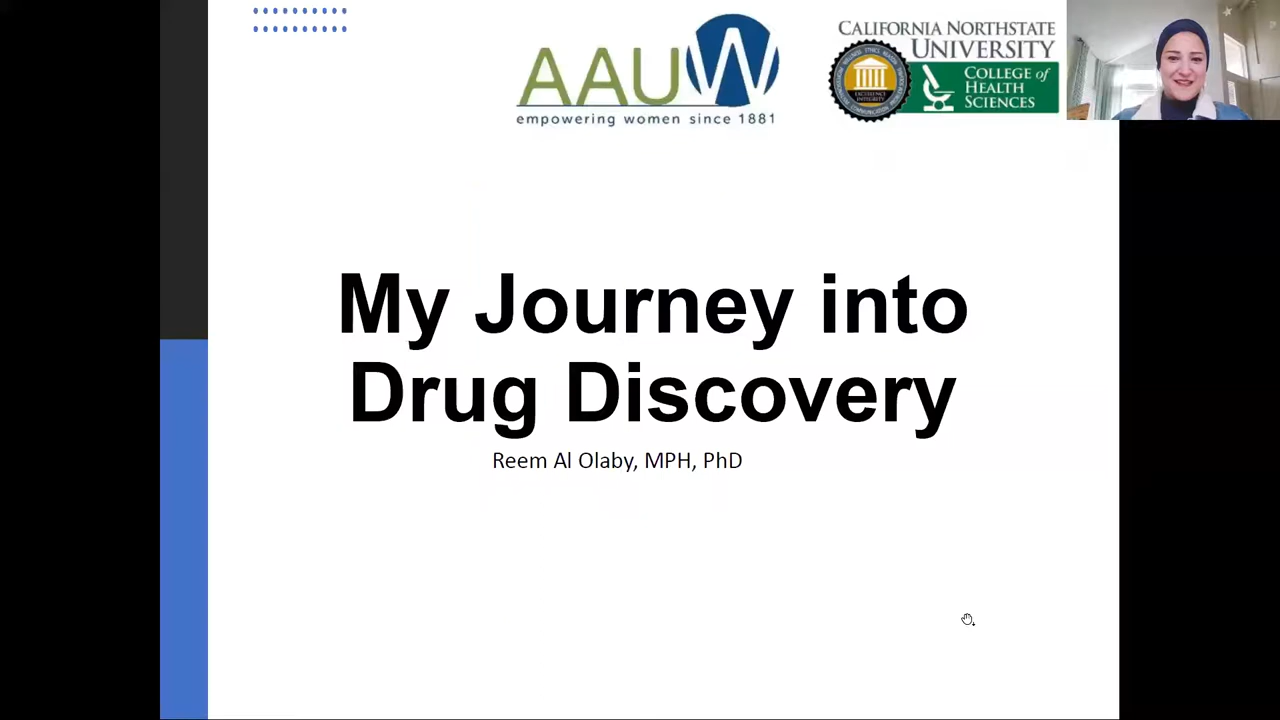 AAUW
empowering women since 1881
CALIFORNIA NORTHSTATE
UNIVERSITY
COLLEGE of
HEALTH
SCIENCES
My Journey into
Drug Discovery
Reem Al Olaby, MPH, PhD